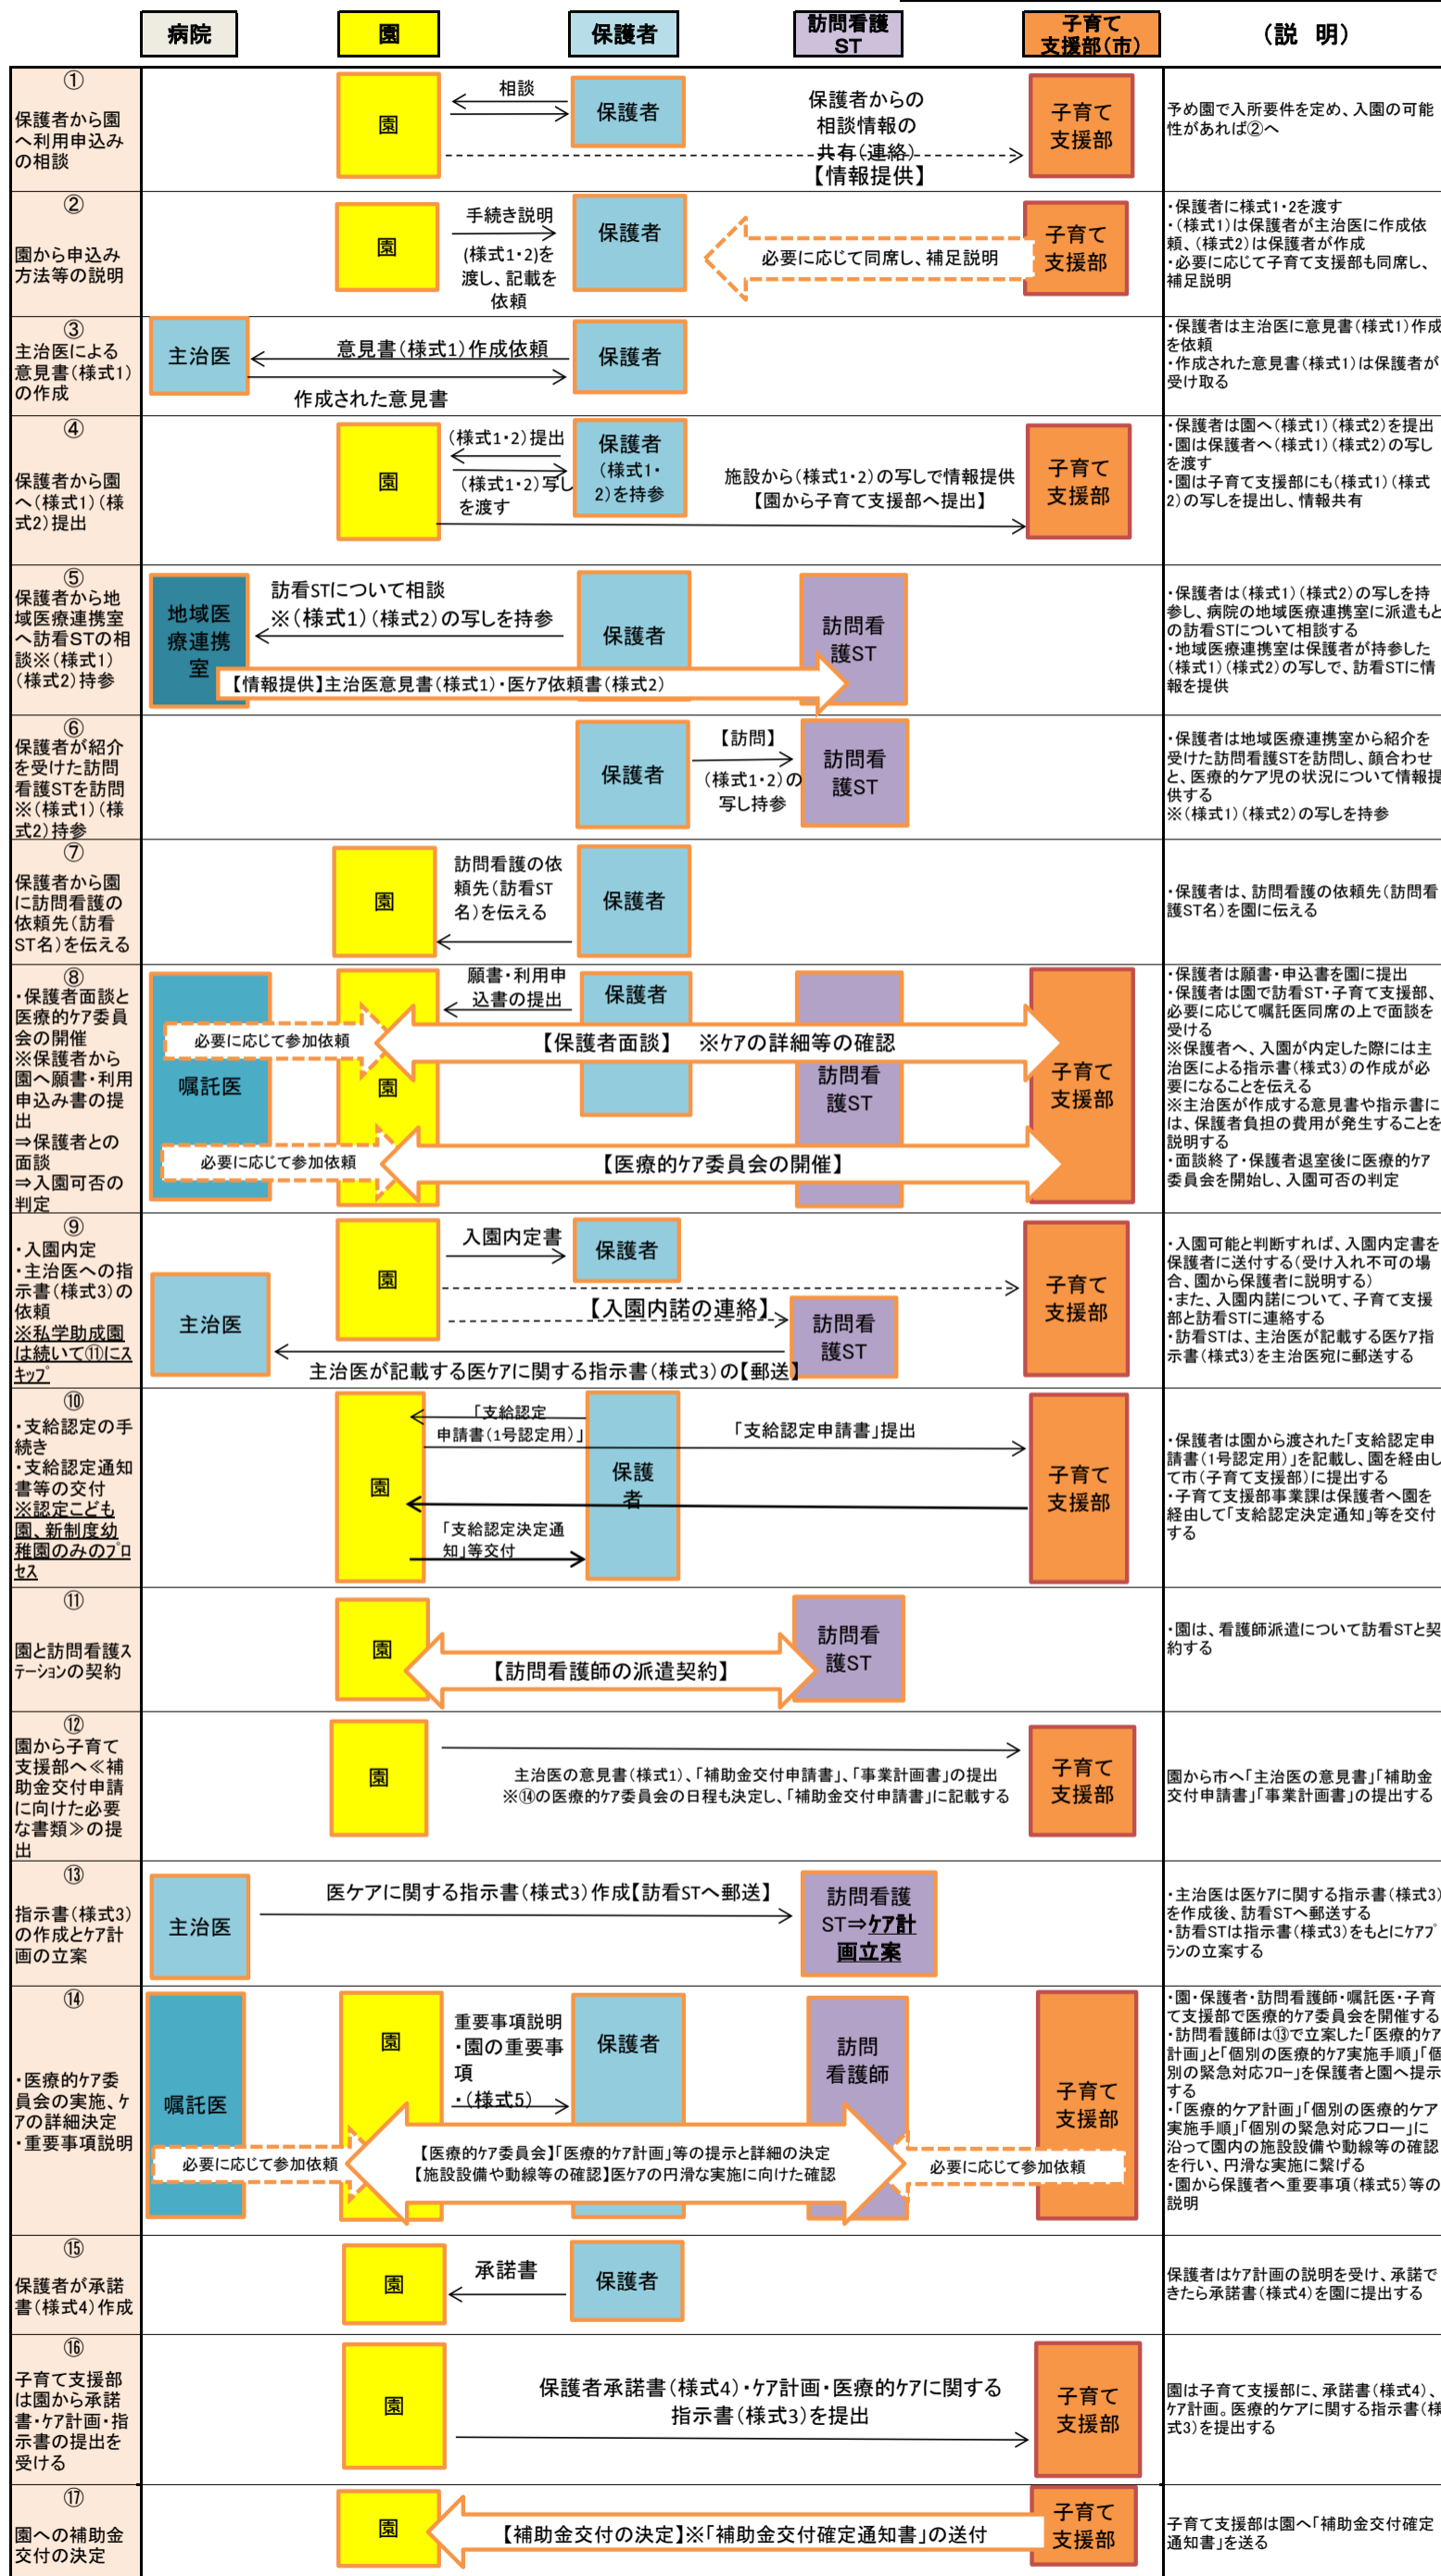 病院
園
保護者
訪問看護
ST
子育て
支援部(市)
(説 明)
①
保護者から園
へ利用申込み
の相談
園
相談
保護者
保護者からの
相談情報の
共有(連絡)
【情報提供】
子育て
支援部
予め園で入所要件を定め、入園の可能
性があれば②へ
②
園から申込み
方法等の説明
園
手続き説明
(様式1・2)を
渡し、記載を
依頼
保護者
必要に応じて同席し、補足説明
子育て
支援部
・保護者に様式1・2を渡す
・(様式1)は保護者が主治医に作成依
頼、(様式2)は保護者が作成
・必要に応じて子育て支援部も同席し、
補足説明
③
主治医による
意見書(様式1)
の作成
主治医
意見書(様式1)作成依頼
作成された意見書
保護者
・保護者は主治医に意見書(様式1)作成
を依頼
・作成された意見書(様式1)は保護者が
受け取る
④
保護者から園
へ(様式1)(様
式2)提出
園
(様式1・2)提出
(様式1・2)写し
を渡す
保護者
(様式1・
2)を持参
施設から(様式1・2)の写しで情報提供
【園から子育て支援部へ提出】
子育て
支援部
・保護者は園へ(様式1)(様式2)を提出
・園は保護者へ(様式1)(様式2)の写し
を渡す
・園は子育て支援部にも(様式1)(様式
2)の写しを提出し、情報共有
⑤
保護者から地
域医療連携室
へ訪看STの相
談※(様式1)
(様式2)持参
地域医
療連携
室
訪看STについて相談
※(様式1)(様式2)の写しを持参
保護者
訪問看
護ST
【情報提供】主治医意見書(様式1)・医ケア依頼書(様式2)
・保護者は(様式1)(様式2)の写しを持
参し、病院の地域医療連携室に派遣もと
の訪看STについて相談する
・地域医療連携室は保護者が持参した
(様式1)(様式2)の写しで、訪看STに情
報を提供
⑥
保護者が紹介
を受けた訪問
看護STを訪問
※(様式1)(様
式2)持参
保護者
【訪問】
(様式1・2)の
写し持参
訪問看
護ST
・保護者は地域医療連携室から紹介を
受けた訪問看護STを訪問し、顔合わせ
と、医療的ケア児の状況について情報提
供する
※(様式1)(様式2)の写しを持参
⑦
保護者から園
に訪問看護の
依頼先(訪看
ST名)を伝える
園
訪問看護の依
頼先(訪看ST
名)を伝える
保護者
・保護者は、訪問看護の依頼先(訪問看
護ST名)を園に伝える
⑧
・保護者面談と
医療的ケア委員
会の開催
※保護者から
園へ願書・利用
申込み書の提
出
⇒保護者との
面談
⇒入園可否の
判定
願書・利用申
込書の提出
保護者
必要に応じて参加依頼
【保護者面談】 ※ケアの詳細等の確認
嘱託医
園
訪問看
護ST
子育て
支援部
必要に応じて参加依頼
【医療的ケア委員会の開催】
・保護者は願書・申込書を園に提出
・保護者は園で訪看ST・子育て支援部、
必要に応じて嘱託医同席の上で面談を
受ける
※保護者へ、入園が内定した際には主
治医による指示書(様式3)の作成が必
要になることを伝える
※主治医が作成する意見書や指示書に
は、保護者負担の費用が発生することを
説明する
・面談終了・保護者退室後に医療的ケア
委員会を開始し、入園可否の判定
⑨
・入園内定
・主治医への指
示書(様式3)の
依頼
※私学助成園
は続いて⑪にス
キップ
主治医
園
入園内定書
保護者
【入園内諾の連絡】
訪問看
護ST
子育て
支援部
主治医が記載する医ケアに関する指示書(様式3)の【郵送】
・入園可能と判断すれば、入園内定書を
保護者に送付する(受け入れ不可の場
合、園から保護者に説明する)
・また、入園内諾について、子育て支援
部と訪看STに連絡する
・訪看STは、主治医が記載する医ケア指
示書(様式3)を主治医宛に郵送する
⑩
・支給認定の手
続き
・支給認定通知
書等の交付
※認定こども
園、新制度幼
稚園のみのプロ
セス
園
「支給認定
申請書(1号認定用)」
保護
者
「支給認定申請書」提出
「支給認定決定通
知」等交付
子育て
支援部
・保護者は園から渡された「支給認定申
請書(1号認定用)」を記載し、園を経由し
て市(子育て支援部)に提出する
・子育て支援部事業課は保護者へ園を
経由して「支給認定決定通知」等を交付
する
⑪
園と訪問看護ス
テーションの契約
園
【訪問看護師の派遣契約】
訪問看
護ST
・園は、看護師派遣について訪看STと契
約する
⑫
園から子育て
支援部へ≪補
助金交付申請
に向けた必要
な書類≫の提
出
園
主治医の意見書(様式1)、「補助金交付申請書」、「事業計画書」の提出
※⑭の医療的ケア委員会の日程も決定し、「補助金交付申請書」に記載する
子育て
支援部
園から市へ「主治医の意見書」「補助金
交付申請書」「事業計画書」の提出する
⑬
指示書(様式3)
の作成とケア計
画の立案
主治医
医ケアに関する指示書(様式3)作成【訪看STへ郵送】
訪問看護
ST⇒ケア計
画立案
・主治医は医ケアに関する指示書(様式3)
を作成後、訪看STへ郵送する
・訪看STは指示書(様式3)をもとにケアプ
ランの立案する
⑭
・医療的ケア委
員会の実施、ケ
アの詳細決定
・重要事項説明
嘱託医
園
重要事項説明
・園の重要事
項
・(様式5)
保護者
訪問
看護師
子育て
支援部
必要に応じて参加依頼
【医療的ケア委員会】「医療的ケア計画」等の提示と詳細の決定
【施設設備や動線等の確認】医ケアの円滑な実施に向けた確認
必要に応じて参加依頼
・園・保護者・訪問看護師・嘱託医・子育
て支援部で医療的ケア委員会を開催する
・訪問看護師は⑬で立案した「医療的ケア
計画」と「個別の医療的ケア実施手順」「個
別の緊急対応フロー」を保護者と園へ提示
する
・「医療的ケア計画」「個別の医療的ケア
実施手順」「個別の緊急対応フロー」に
沿って園内の施設設備や動線等の確認
を行い、円滑な実施に繋げる
・園から保護者へ重要事項(様式5)等の
説明
⑮
保護者が承諾
書(様式4)作成
園
承諾書
保護者
保護者はケア計画の説明を受け、承諾で
きたら承諾書(様式4)を園に提出する
⑯
子育て支援部
は園から承諾
書・ケア計画・指
示書の提出を
受ける
園
保護者承諾書(様式4)・ケア計画・医療的ケアに関する
指示書(様式3)を提出
子育て
支援部
園は子育て支援部に、承諾書(様式4)、
ケア計画。医療的ケアに関する指示書(様
式3)を提出する
⑰
園への補助金
交付の決定
園
【補助金交付の決定】※「補助金交付確定通知書」の送付
子育て
支援部
子育て支援部は園へ「補助金交付確定
通知書」を送る